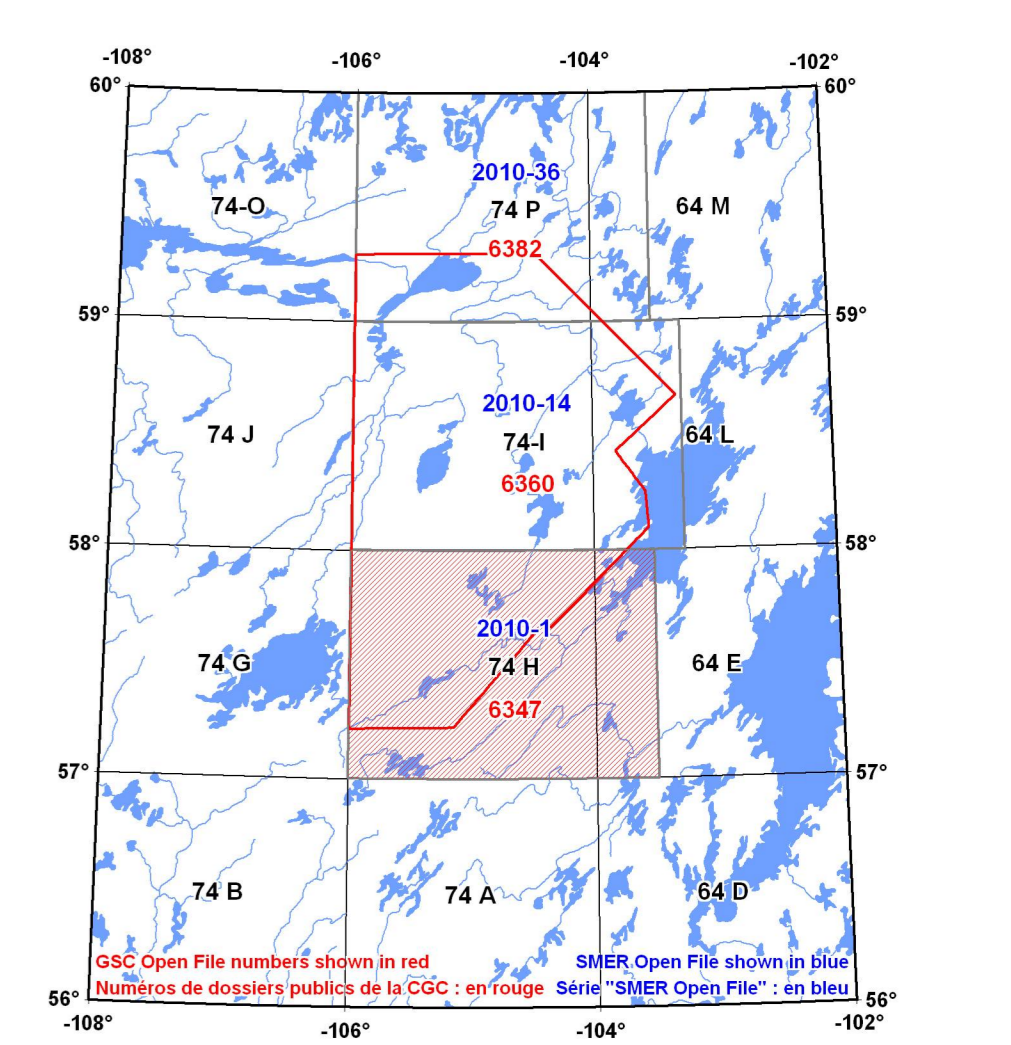 -108°
-106°
-104°
-102°
60°
60°
2010-36
74-O
74 P
64 M
6382
59°
59°
2010-14
74 J
74-I
64 L
6360
58°
58°
2010-1
74 G
74 H
64 E
6347
57°
57°
74 B
74 A
64 D
GSC Open File numbers shown in red
SMER Open File shown in blue
Numéros de dossiers publics de la CGC : en rouge
Série "SMER Open File" : en bleu
56°
56°
-108°
-106°
-104°
-102°